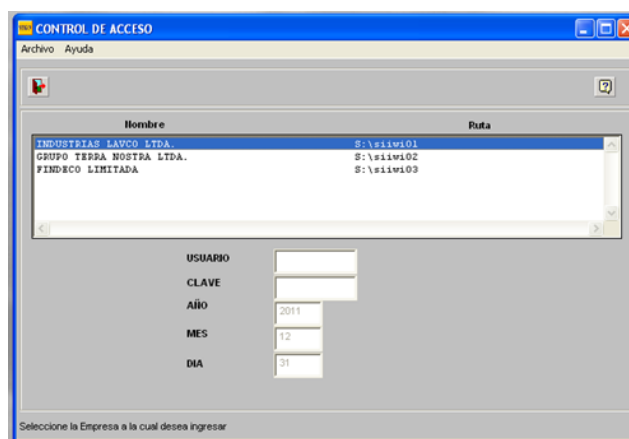 CONTROL DE ACCESO
Archivo Ayuda
Nombre Ruta
INDUSTRIAS LAVCO LTDA. S:\siiwi01
GRUPO TERRA NOSTRA LTDA. S:\siiwi02
FINDECO LIMITADA S:\siiwi03
USUARIO
CLAVE
AÑO 2011
MES 12
DIA 31
Seleccione la Empresa a la cual desea ingresar